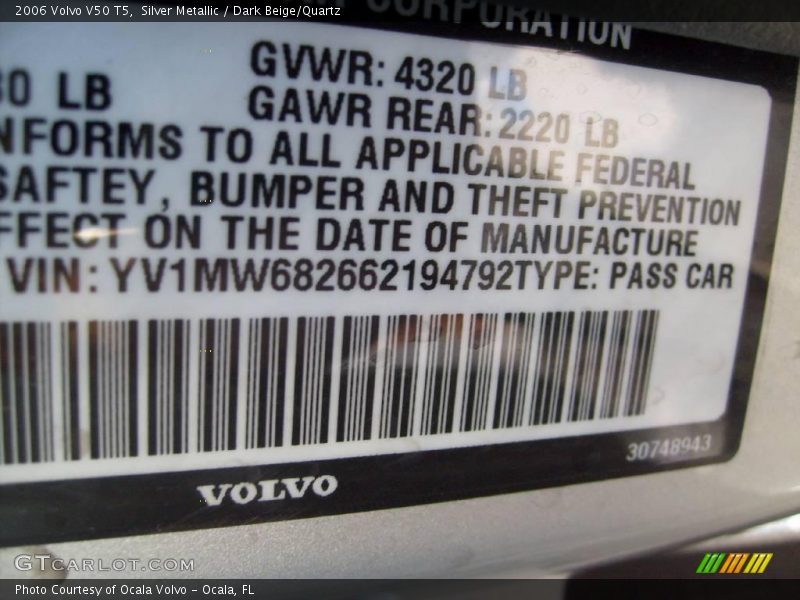 2006 Volvo V50 T5,  Silver Metallic / Dark Beige/Quartz
CORPORATION
GVWR: 4320 LB
80 LB
GAWR REAR: 2220 LB
NFORMS TO ALL APPLICABLE FEDERAL
SAFTEY, BUMPER AND THEFT PREVENTION
FFECT ON THE DATE OF MANUFACTURE
VIN: YV1MW682662194792TYPE: PASS CAR
30748943
VOLVO
GTCARLOT.COM
Photo Courtesy of Ocala Volvo - Ocala, FL